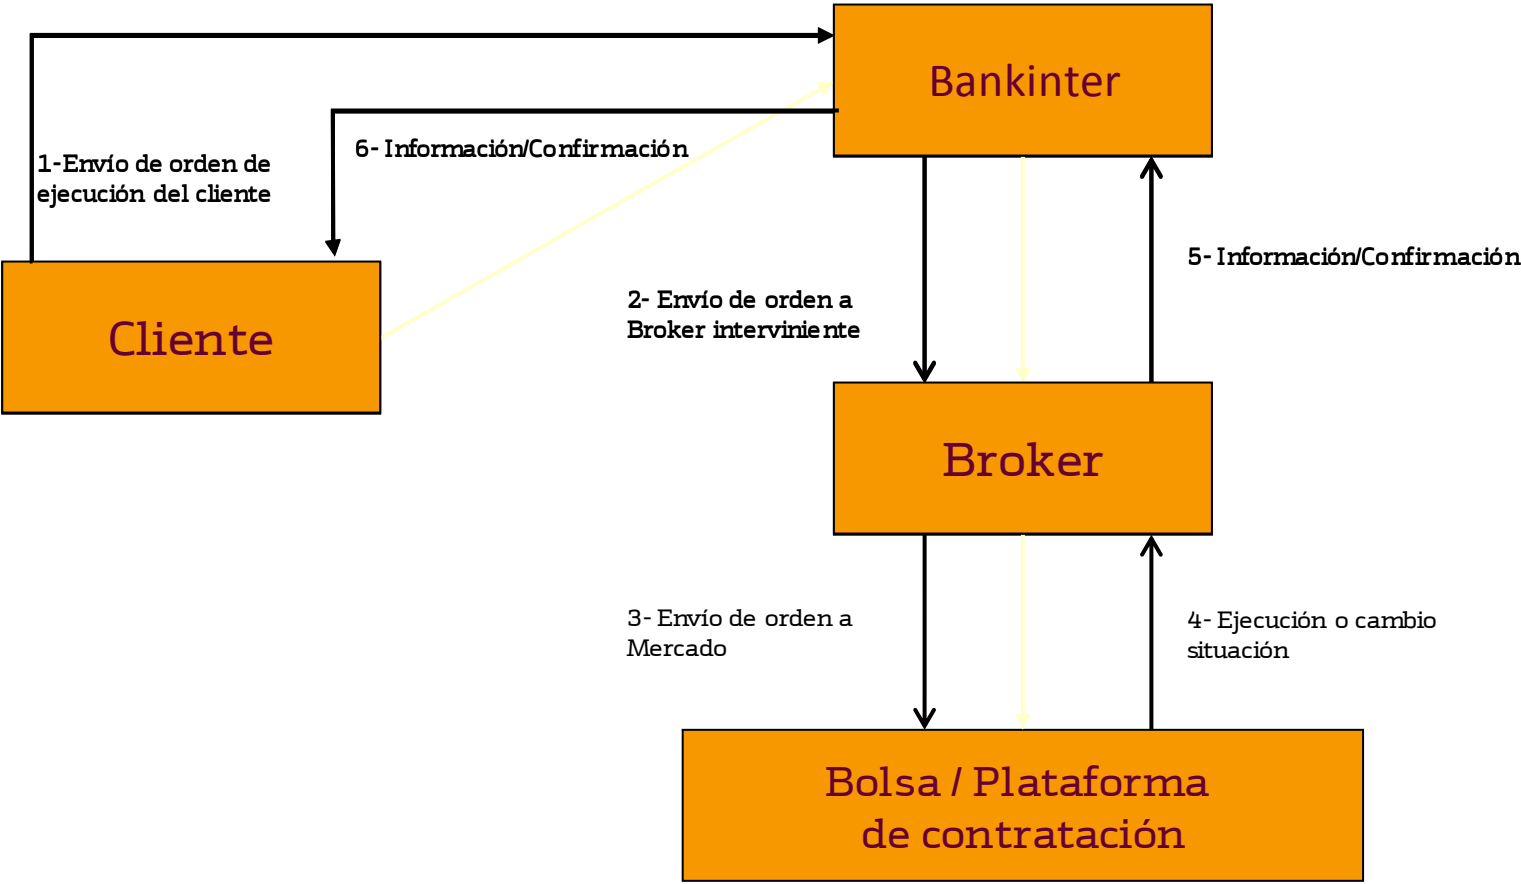 Bankinter
6- Información/Confirmación
1-Envío de orden de
ejecución del cliente
5- Información/Confirmación
2- Envío de orden a
Broker interviniente
Cliente
Broker
3- Envío de orden a
Mercado
4- Ejecución o cambio
situación
Bolsa / Plataforma
de contratación